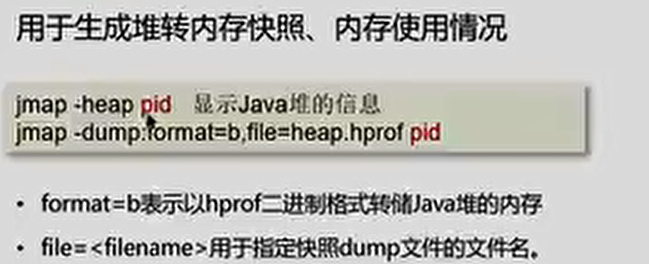 用于生成堆转内存快照、内存使用情况
jmap -heap pid 显示Java堆的信息
jmap -dump:format=b,file=heap.hprof pid
• format=b表示以hprof二进制格式转储Java堆的内存
• file=<filename>用于指定快照dump文件的文件名。